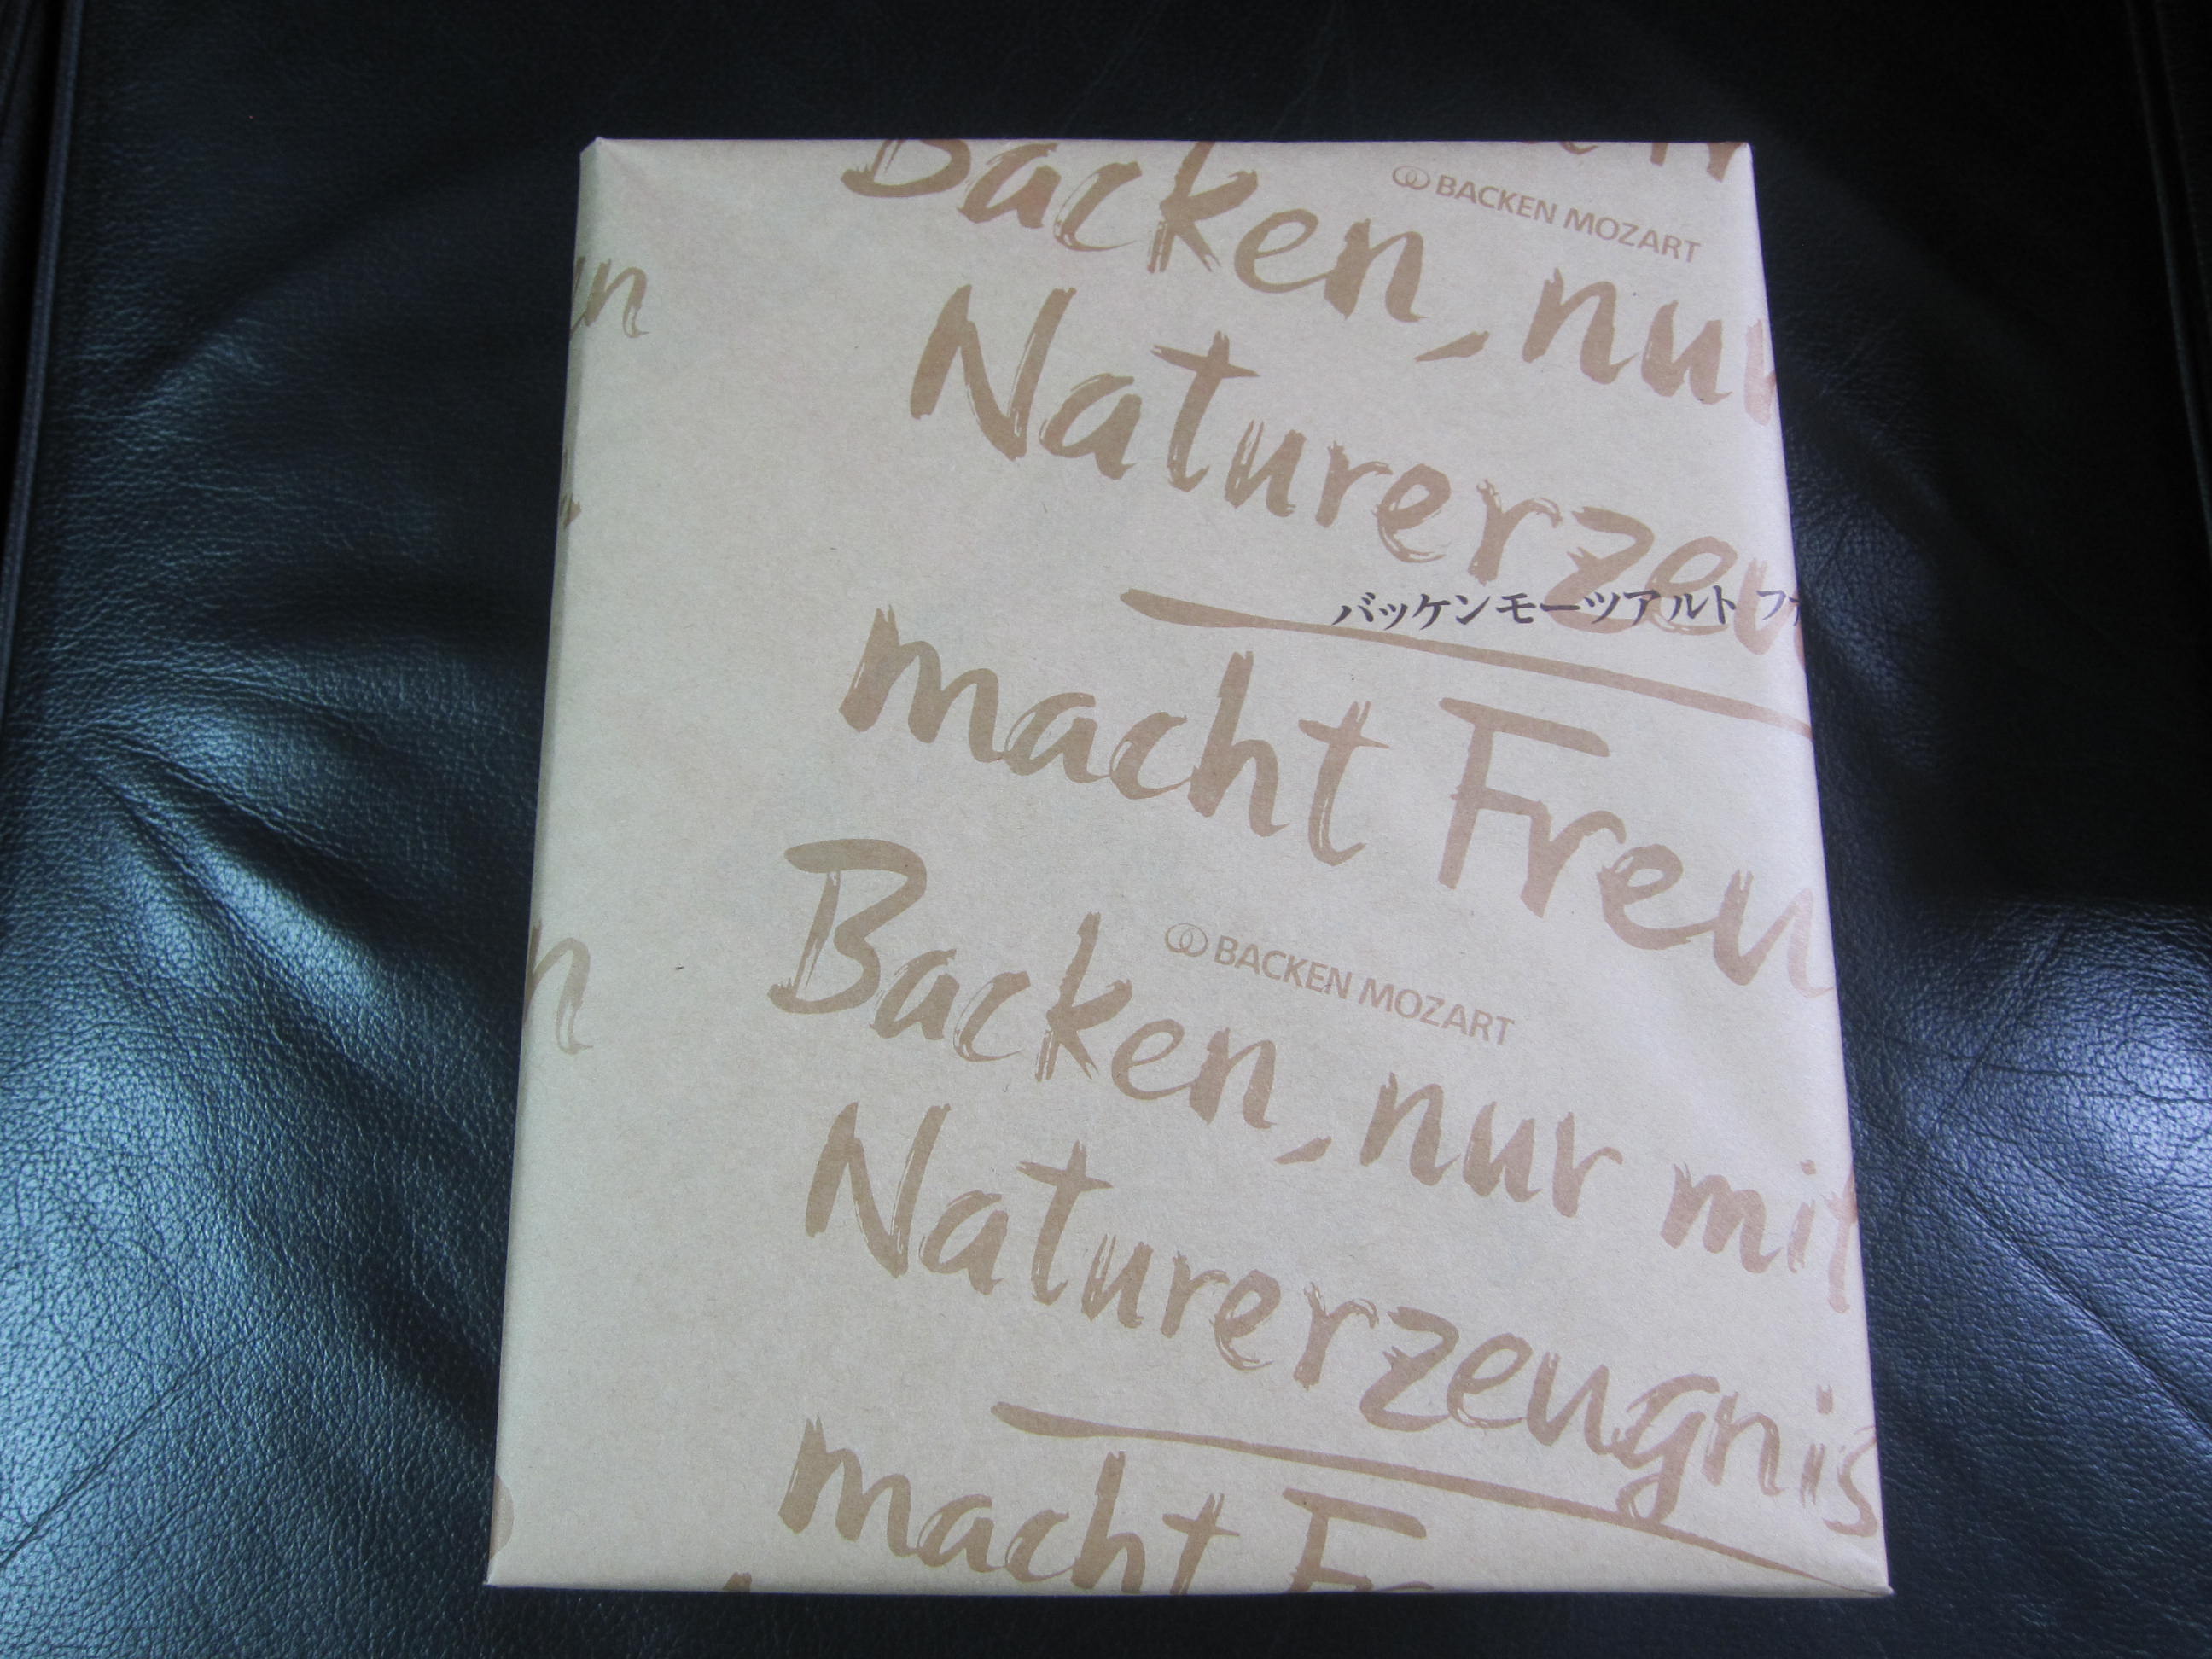 Backen, nur
BACKEN MOZART
Naturerzeu
バッケンモーツアルト
macht Freu
Backen, nur mit
BACKEN MOZART
Naturerzeugnis
macht F